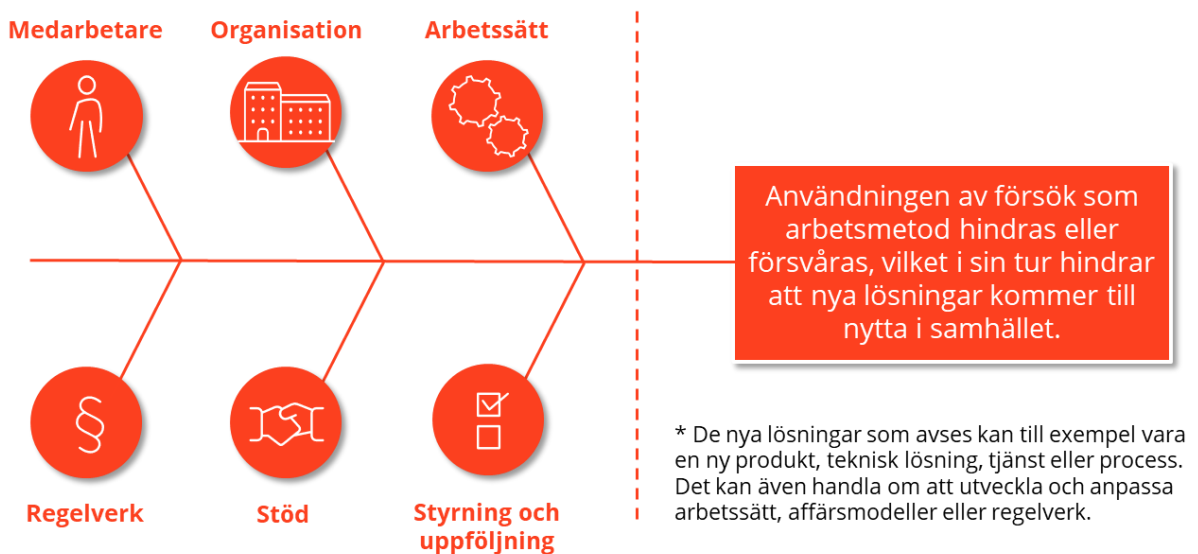 Medarbetare
Organisation
Arbetssätt
Användningen av försök som
arbetsmetod hindras eller
försvåras, vilket i sin tur hindrar
att nya lösningar kommer till
nytta i samhället.
§
Regelverk
Stöd
Styrning och
uppföljning
* De nya lösningar som avses kan till exempel vara
en ny produkt, teknisk lösning, tjänst eller process.
Det kan även handla om att utveckla och anpassa
arbetssätt, affärsmodeller eller regelverk.